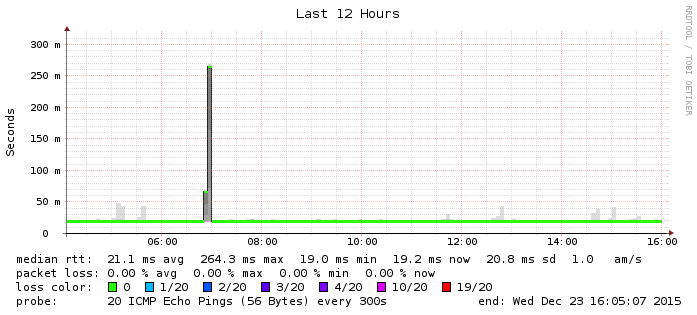 Last 12 Hours
RRDTOOL / TOBI OETIKER
Seconds
300 m
250 m
200 m
150 m
100 m
50 m
0
06:00 08:00 10:00 12:00 14:00 16:00
median rtt: 21.1 ms avg 264.3 ms max 19.0 ms min 19.2 ms now 20.8 ms sd 1.0 am/s
packet loss: 0.00 % avg 0.00 % max 0.00 % min 0.00 % now
loss color: 0 1/20 2/20 3/20 4/20 10/20 19/20
probe: 20 ICMP Echo Pings (56 Bytes) every 300s end: Wed Dec 23 16:05:07 2015